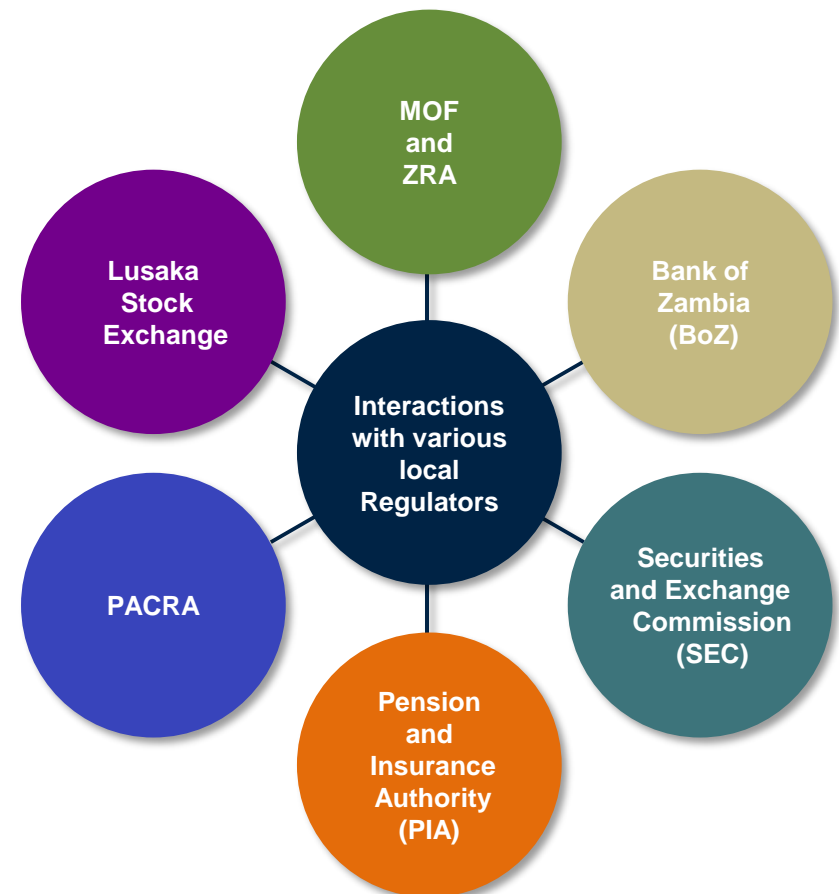 MOF
and
ZRA
Lusaka
Stock
Exchange
Bank of
Zambia
(BoZ)
Interactions
with various
local
Regulators
PACRA
Securities
and Exchange
Commission
(SEC)
Pension
and
Insurance
Authority
(PIA)